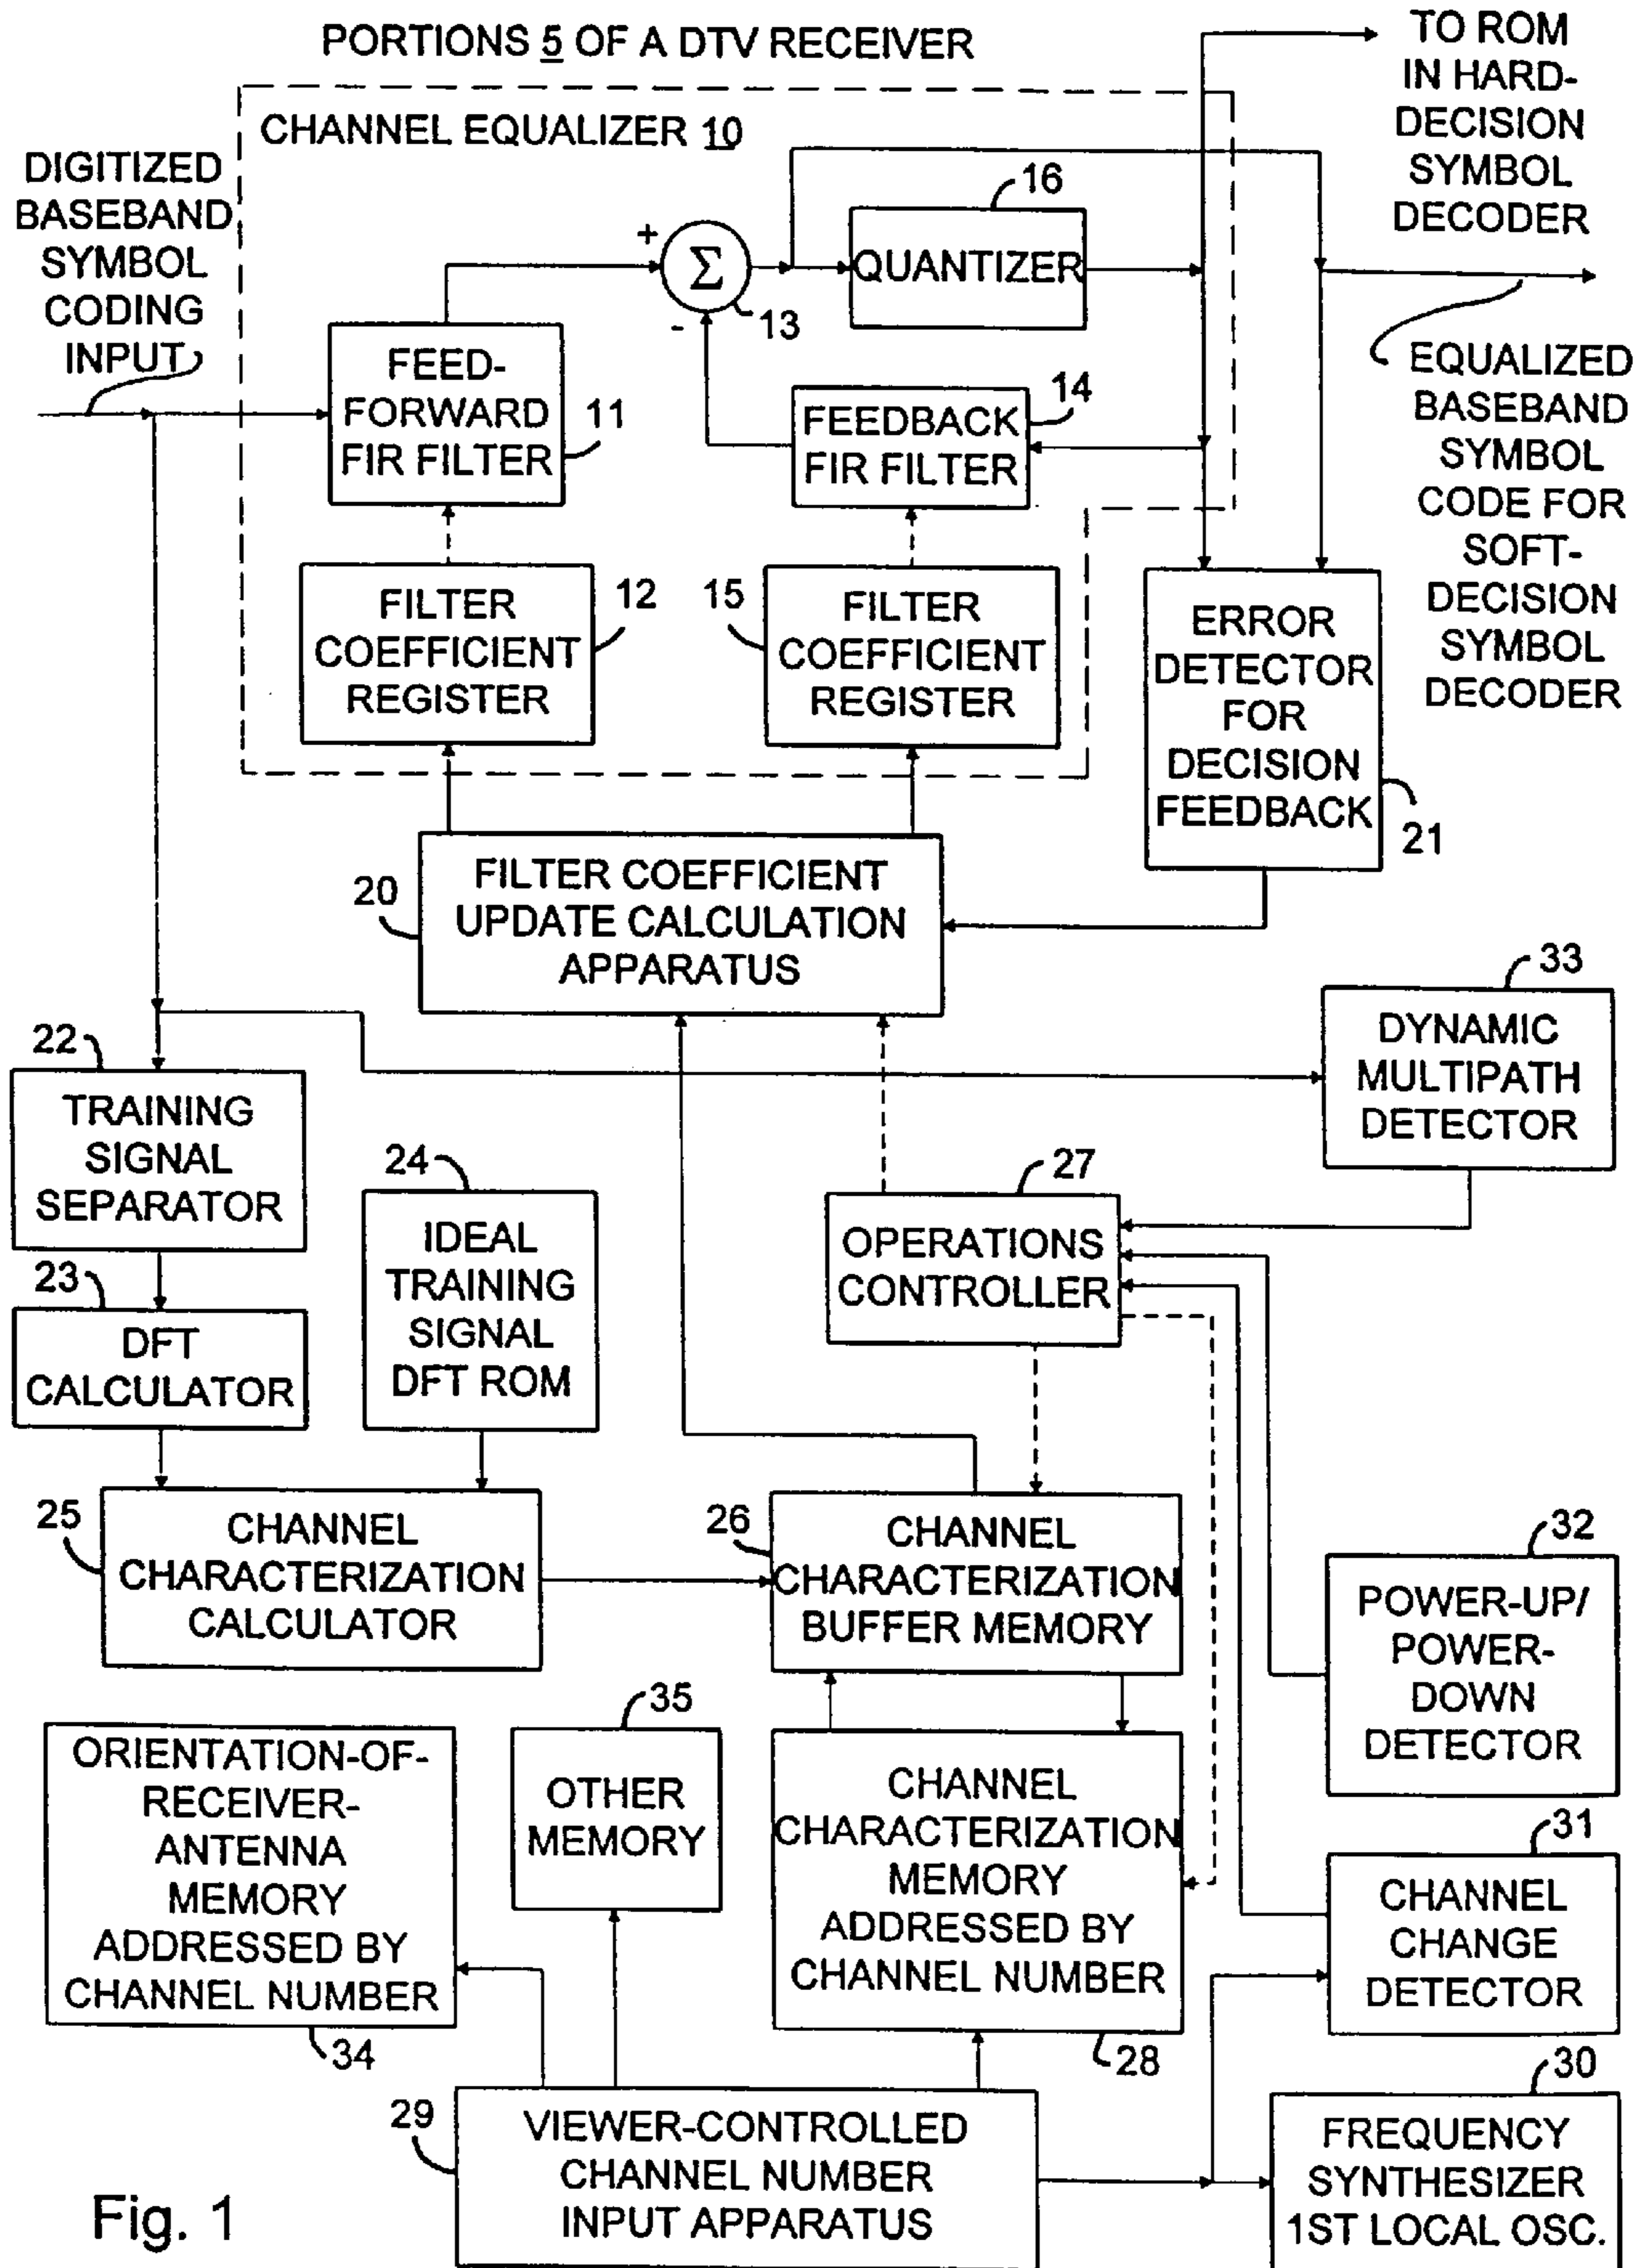 PORTIONS 5 OF A DTV RECEIVER
TO ROM
IN HARD-
DECISION
SYMBOL
DECODER
CHANNEL EQUALIZER 10
DIGITIZED
BASEBAND
SYMBOL
CODING
INPUT
+
Σ
-
13
16
QUANTIZER
FEED-
FORWARD
FIR FILTER
11
14
FEEDBACK
FIR FILTER
EQUALIZED
BASEBAND
SYMBOL
CODE FOR
SOFT-
DECISION
SYMBOL
DECODER
FILTER
COEFFICIENT
REGISTER
12
15
FILTER
COEFFICIENT
REGISTER
ERROR
DETECTOR
FOR
DECISION
FEEDBACK
21
20
FILTER COEFFICIENT
UPDATE CALCULATION
APPARATUS
33
DYNAMIC
MULTIPATH
DETECTOR
22
TRAINING
SIGNAL
SEPARATOR
24
IDEAL
TRAINING
SIGNAL
DFT ROM
27
OPERATIONS
CONTROLLER
23
DFT
CALCULATOR
25
CHANNEL
CHARACTERIZATION
CALCULATOR
26
CHANNEL
CHARACTERIZATION
BUFFER MEMORY
32
POWER-UP/
POWER-
DOWN
DETECTOR
ORIENTATION-OF-
RECEIVER-
ANTENNA
MEMORY
ADDRESSED BY
CHANNEL NUMBER
34
35
OTHER
MEMORY
CHANNEL
CHARACTERIZATION
MEMORY
ADDRESSED BY
CHANNEL NUMBER
28
31
CHANNEL
CHANGE
DETECTOR
29
VIEWER-CONTROLLED
CHANNEL NUMBER
INPUT APPARATUS
30
FREQUENCY
SYNTHESIZER
1ST LOCAL OSC.
Fig. 1